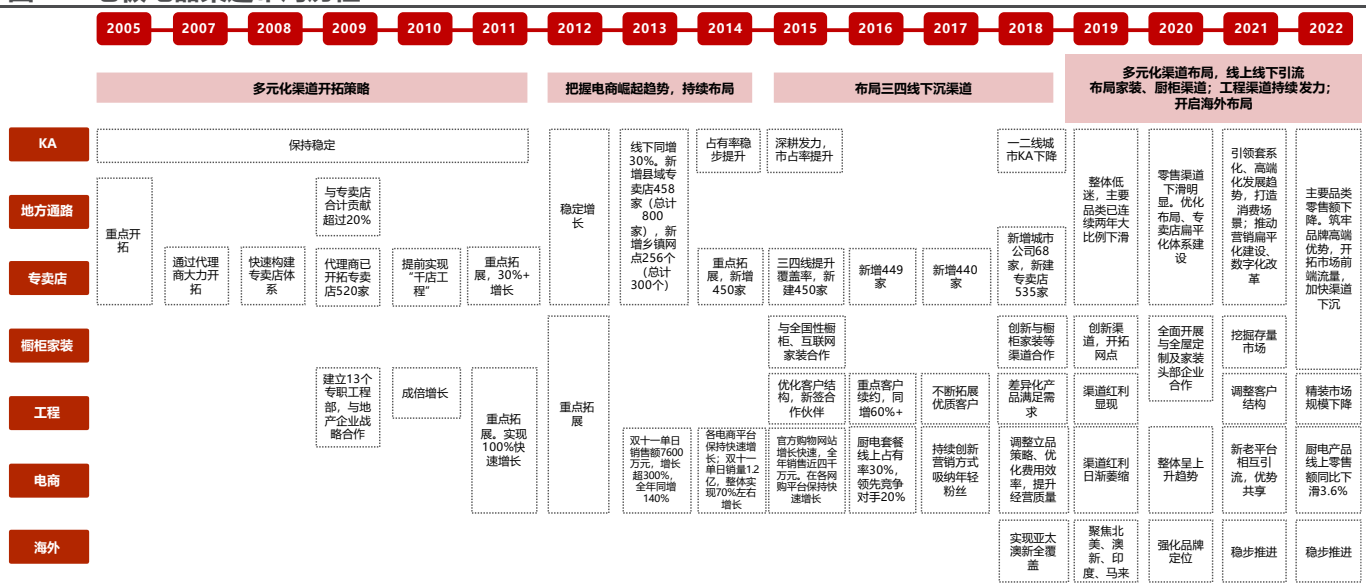 2005 2007 2008 2009 2010 2011 2012 2013 2014 2015 2016 2017 2018 2019 2020 2021 2022
多元化渠道开拓策略
把握电商崛起趋势，持续布局
布局三四线下沉渠道
多元化渠道布局，线上线下引流
布局家装、厨柜渠道；工程渠道持续发力；
开启海外布局
KA
保持稳定
占有率稳
步提升
深耕发力，
市占率提升
一二线城
市KA下降
地方通路
重点开
拓
与专卖店
合计贡献
超过20%
稳定增
长
线下同增
30%。新
增县域专
卖店458
家（总计
800
家），新
增乡镇网
点256个
（总计
300个）
整体低
迷，主要
品类已连
续两年大
比例下滑
零售渠道
下滑明
显。优化
布局、专
卖店扁平
化体系建
设
引领套系
化、高端
化发展趋
势，打造
消费场
景；推动
营销扁平
化建设、
数字化改
革
主要品类
零售额下
降。筑牢
品牌高端
优势，开
拓市场前
端流量，
加快渠道
下沉
专卖店
通过代理
商大力开
拓
快速构建
专卖店体
系
代理商已
开拓专卖
店520家
提前实现
“千店工
程”
重点拓
展，30%+
增长
重点拓
展，新增
450家
三四线提升
覆盖率，新
建450家
新增449
家
新增440
家
新增城市
公司68
家，新建
专卖店
535家
橱柜家装
与全国性橱
柜、互联网
家装合作
创新与橱
柜家装等
渠道合作
创新渠
道，开拓
网点
全面开展
与全屋定
制及家装
头部企业
合作
挖掘存量
市场
工程
建立13个
专职工程
部，与地
产企业战
略合作
成倍增长
重点拓
展。实现
100%快
速增长
重点拓
展
优化客户结
构，新签合
作伙伴
重点客户
续约，同
增60%+
不断拓展
优质客户
差异化产
品满足需
求
渠道红利
显现
调整客户
结构
精装市场
规模下降
电商
双十一单日
销售额7600
万元，增长
超300%，
全年同增
140%
各电商平台
保持快速增
长；双十一
单日销量1.2
亿，整体实
现70%左右
增长
官方购物网站
增长快速，全
年销售近四千
万元。在各网
购平台保持快
速增长
厨电套餐
线上占有
率30%，
领先竞争
对手20%
持续创新
营销方式
吸纳年轻
粉丝
调整立品
策略、优
化费用效
率，提升
经营质量
渠道红利
日渐萎缩
整体呈上
升趋势
新老平台
相互引
流，优势
共享
厨电产品
线上零售
额同比下
滑3.6%
海外
实现亚太
澳新全覆
盖
聚焦北
美、澳
新、印
度、马来
强化品牌
定位
稳步推进
稳步推进